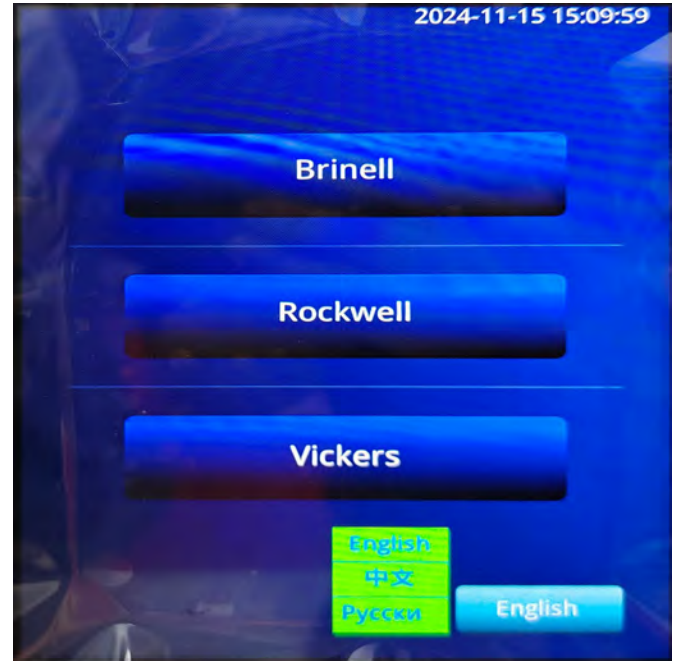 2024-11-15 15:09:59
Brinell
Rockwell
Vickers
English
中文
Русски
English